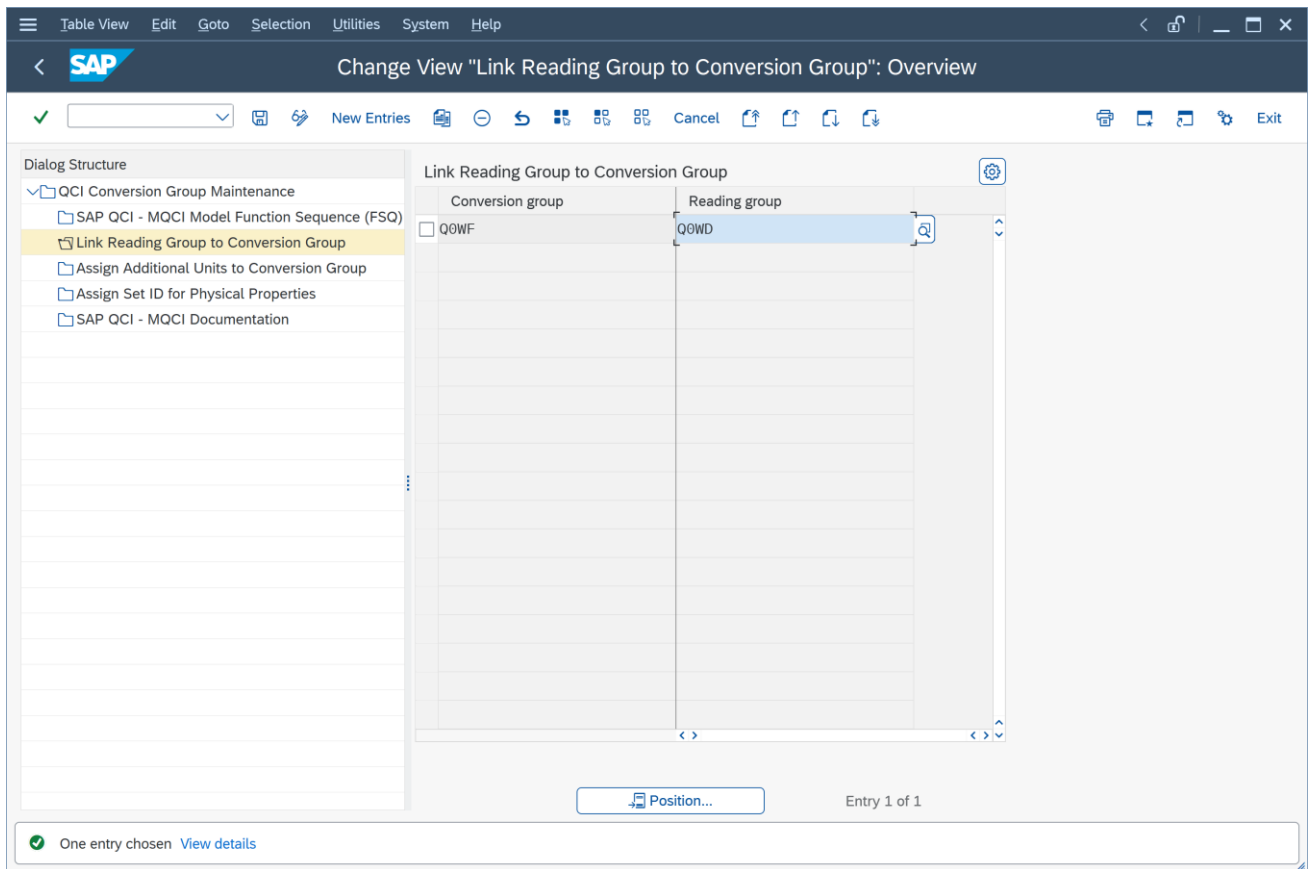 Table View Edit Goto Selection Utilities System Help
SAP Change View "Link Reading Group to Conversion Group": Overview
New Entries Cancel Exit
Dialog Structure
QCI Conversion Group Maintenance
SAP QCI - MQCI Model Function Sequence (FSQ)
Link Reading Group to Conversion Group
Assign Additional Units to Conversion Group
Assign Set ID for Physical Properties
SAP QCI - MQCI Documentation
Link Reading Group to Conversion Group
Conversion group Reading group
Q0WF Q0WD
Position... Entry 1 of 1
One entry chosen View details